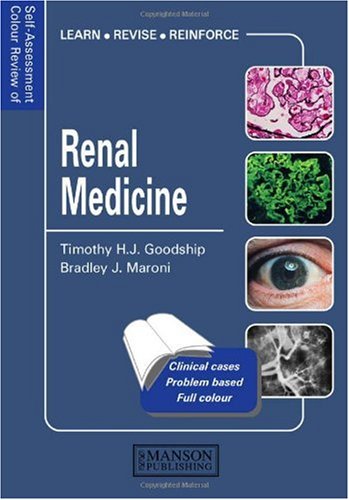 Self-Assessment
Colour Review of
LEARN • REVISE • REINFORCE
Renal
Medicine
Timothy H.J. Goodship
Bradley J. Maroni
Clinical cases
Problem based
Full colour
MANSON
PUBLISHING